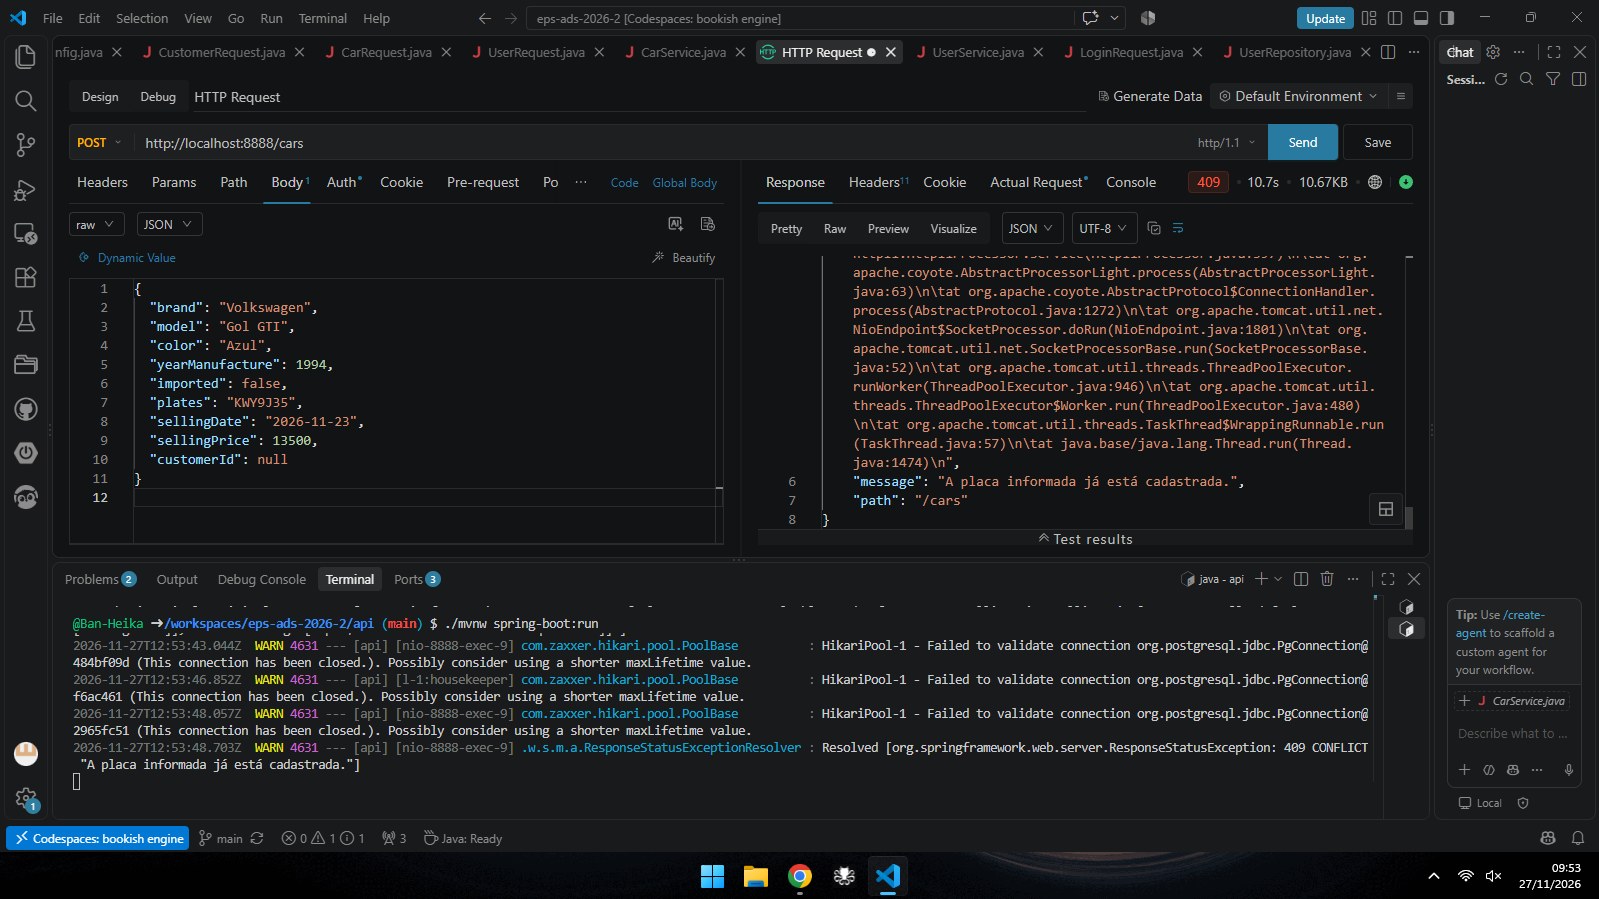 File Edit Selection View Go Run Terminal Help
eps-ads-2026-2 [Codespaces: bookish engine]
Update
nfig.java
CustomerRequest.java
CarRequest.java
UserRequest.java
CarService.java
HTTP Request
UserService.java
LoginRequest.java
UserRepository.java
Chat
Sessi...
Design Debug HTTP Request
Generate Data
Default Environment
POST http://localhost:8888/cars
http/1.1
Send
Save
Headers Params Path Body 1 Auth Cookie Pre-request Po ... Code Global Body
Response Headers 11 Cookie Actual Request Console 409 10.7s 10.67KB
raw JSON
Pretty Raw Preview Visualize JSON UTF-8
Dynamic Value
Beautify
1 {
2 "brand": "Volkswagen",
3 "model": "Gol GTI",
4 "color": "Azul",
5 "yearManufacture": 1994,
6 "imported": false,
7 "plates": "KWY9J35",
8 "sellingDate": "2026-11-23",
9 "sellingPrice": 13500,
10 "customerId": null
11 }
12
apache.coyote.AbstractProcessorLight.process(AbstractProcessorLight.
java:63)\n\tat org.apache.coyote.AbstractProtocol$ConnectionHandler.
process(AbstractProtocol.java:1272)\n\tat org.apache.tomcat.util.net.
NioEndpoint$SocketProcessor.doRun(NioEndpoint.java:1801)\n\tat org.
apache.tomcat.util.net.SocketProcessorBase.run(SocketProcessorBase.
java:52)\n\tat org.apache.tomcat.util.threads.ThreadPoolExecutor.
runWorker(ThreadPoolExecutor.java:946)\n\tat org.apache.tomcat.util.
threads.ThreadPoolExecutor$Worker.run(ThreadPoolExecutor.java:480)
\n\tat org.apache.tomcat.util.threads.TaskThread$WrappingRunnable.run
(TaskThread.java:57)\n\tat java.base/java.lang.Thread.run(Thread.
java:1474)\n",
6 "message": "A placa informada já está cadastrada.",
7 "path": "/cars"
8 }
Test results
Problems 2 Output Debug Console Terminal Ports 3
java - api
@Ban-Heika ➜/workspaces/eps-ads-2026-2/api (main) $ ./mvnw spring-boot:run
2026-11-27T12:53:43.044Z WARN 4631 --- [api] [nio-8888-exec-9] com.zaxxer.hikari.pool.PoolBase : HikariPool-1 - Failed to validate connection org.postgresql.jdbc.PgConnection@
484bf09d (This connection has been closed.). Possibly consider using a shorter maxLifetime value.
2026-11-27T12:53:46.852Z WARN 4631 --- [api] [l-1:housekeeper] com.zaxxer.hikari.pool.PoolBase : HikariPool-1 - Failed to validate connection org.postgresql.jdbc.PgConnection@
f6ac461 (This connection has been closed.). Possibly consider using a shorter maxLifetime value.
2026-11-27T12:53:48.057Z WARN 4631 --- [api] [nio-8888-exec-9] com.zaxxer.hikari.pool.PoolBase : HikariPool-1 - Failed to validate connection org.postgresql.jdbc.PgConnection@
2965fc51 (This connection has been closed.). Possibly consider using a shorter maxLifetime value.
2026-11-27T12:53:48.703Z WARN 4631 --- [api] [nio-8888-exec-9] .w.s.m.a.ResponseStatusExceptionResolver : Resolved [org.springframework.web.server.ResponseStatusException: 409 CONFLICT
"A placa informada já está cadastrada."]
Tip: Use /create-
agent to scaffold a
custom agent for
your workflow.
CarService.java
Describe what to ...
Local
1
Codespaces: bookish engine
main
0 1 1
3
Java: Ready
09:53
27/11/2026